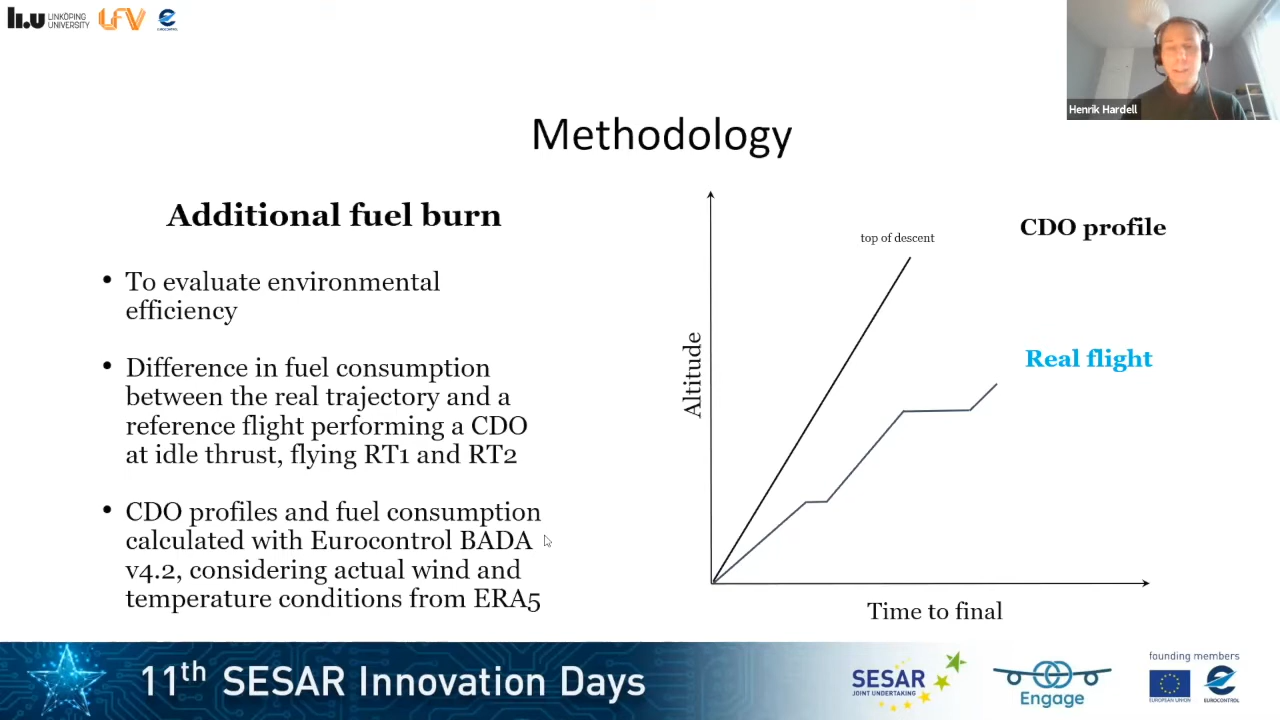 LINKÖPING
UNIVERSITY
LFV
EUROCONTROL
Henrik Hardell
Methodology
Additional fuel burn
• To evaluate environmental
efficiency
• Difference in fuel consumption
between the real trajectory and a
reference flight performing a CDO
at idle thrust, flying RT1 and RT2
• CDO profiles and fuel consumption
calculated with Eurocontrol BADA
v4.2, considering actual wind and
temperature conditions from ERA5
top of descent
CDO profile
Real flight
Altitude
Time to final
11th SESAR Innovation Days
SESAR
JOINT UNDERTAKING
Engage
founding members
EUROPEAN UNION
EUROCONTROL